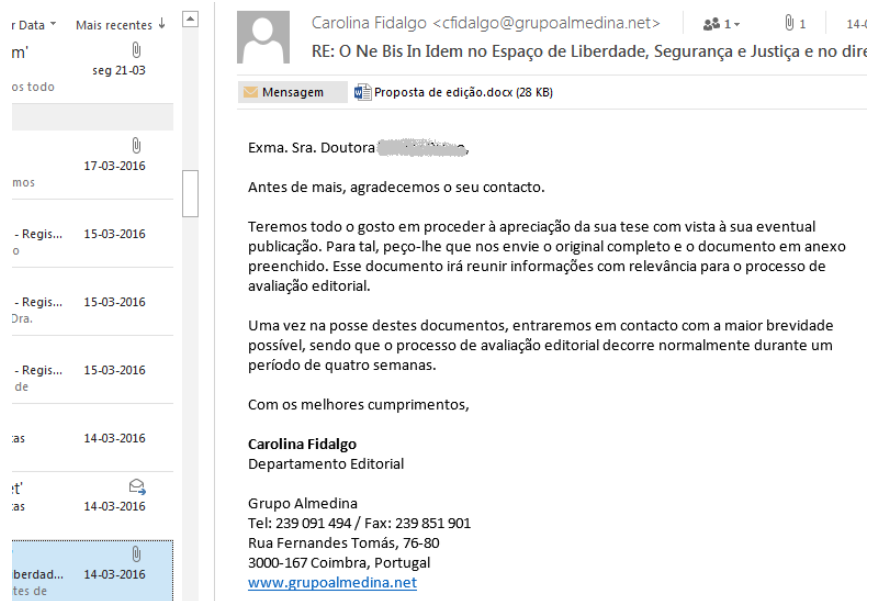 r Data Mais recentes ↓
m'
seg 21-03
os todo
17-03-2016
mos
- Regis... 15-03-2016
o
- Regis... 15-03-2016
Dra.
- Regis... 15-03-2016
de
as 14-03-2016
et'
as 14-03-2016
iberdad... 14-03-2016
tes de
Carolina Fidalgo <cfidalgo@grupoalmedina.net> 1 1 14-0
RE: O Ne Bis In Idem no Espaço de Liberdade, Segurança e Justiça e no dire
Mensagem Proposta de edição.docx (28 KB)
Exma. Sra. Doutora
Antes de mais, agradecemos o seu contacto.
Teremos todo o gosto em proceder à apreciação da sua tese com vista à sua eventual
publicação. Para tal, peço-lhe que nos envie o original completo e o documento em anexo
preenchido. Esse documento irá reunir informações com relevância para o processo de
avaliação editorial.
Uma vez na posse destes documentos, entraremos em contacto com a maior brevidade
possível, sendo que o processo de avaliação editorial decorre normalmente durante um
período de quatro semanas.
Com os melhores cumprimentos,
Carolina Fidalgo
Departamento Editorial
Grupo Almedina
Tel: 239 091 494 / Fax: 239 851 901
Rua Fernandes Tomás, 76-80
3000-167 Coimbra, Portugal
www.grupoalmedina.net